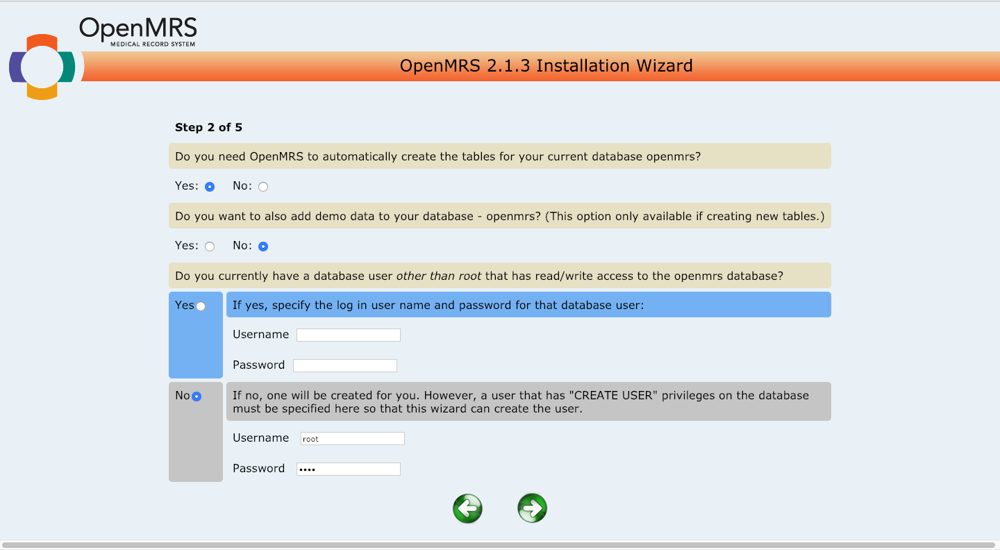 OpenMRS
MEDICAL RECORD SYSTEM
OpenMRS 2.1.3 Installation Wizard
Step 2 of 5
Do you need OpenMRS to automatically create the tables for your current database openmrs?
Yes: No:
Do you want to also add demo data to your database - openmrs? (This option only available if creating new tables.)
Yes: No:
Do you currently have a database user other than root that has read/write access to the openmrs database?
Yes If yes, specify the log in user name and password for that database user:
Username
Password
No If no, one will be created for you. However, a user that has "CREATE USER" privileges on the database
must be specified here so that this wizard can create the user.
Username root
Password ••••